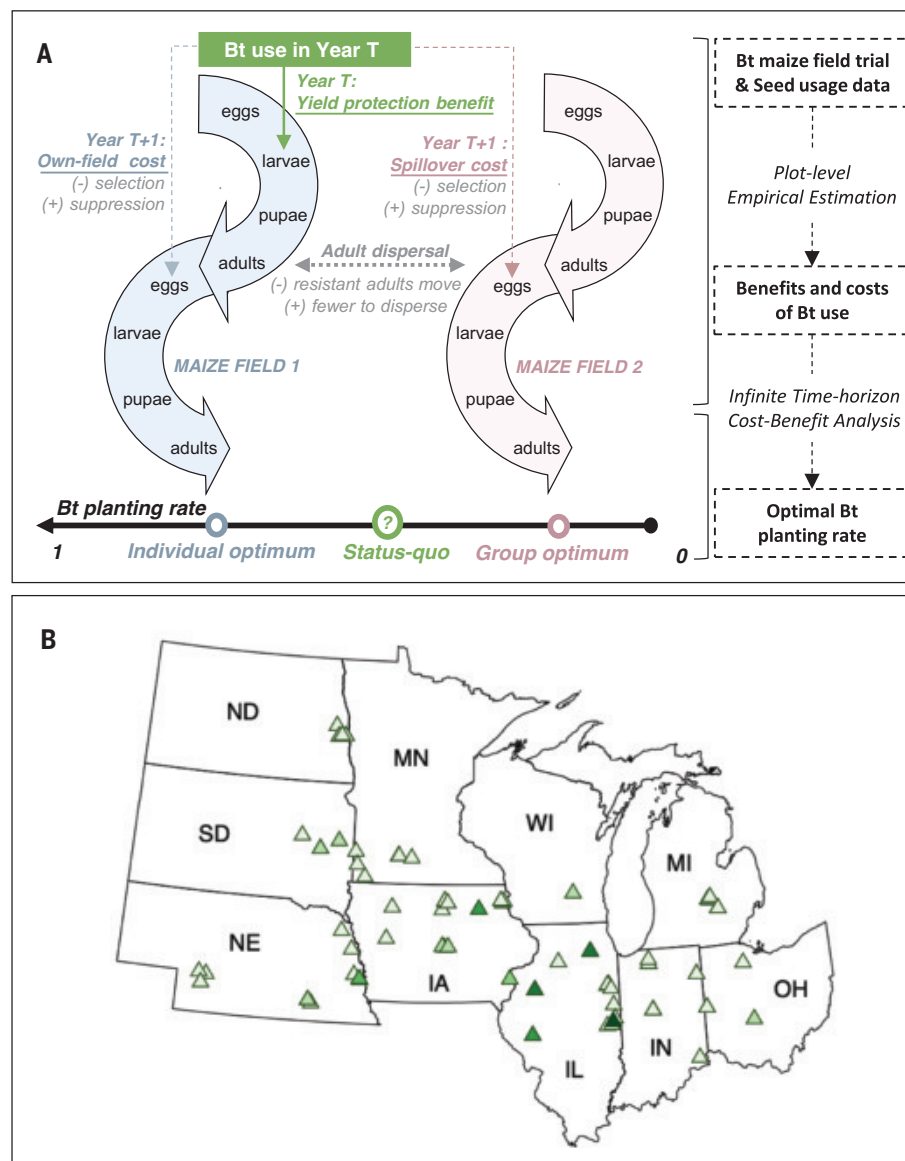 A
Bt use in Year T
Year T:
Yield protection benefit
Year T+1 :
Own-field cost
(-) selection
(+) suppression
eggs
larvae
pupae
adults
eggs
larvae
pupae
adults
MAIZE FIELD 1
Adult dispersal
(-) resistant adults move
(+) fewer to disperse
Year T+1 :
Spillover cost
(-) selection
(+) suppression
eggs
larvae
pupae
adults
eggs
larvae
pupae
adults
MAIZE FIELD 2
Bt planting rate
1
Individual optimum
?
Status-quo
Group optimum
0
Bt maize field trial
& Seed usage data
Plot-level
Empirical Estimation
Benefits and costs
of Bt use
Infinite Time-horizon
Cost-Benefit Analysis
Optimal Bt
planting rate
B
ND
MN
SD
WI
MI
NE
IA
IL
IN
OH